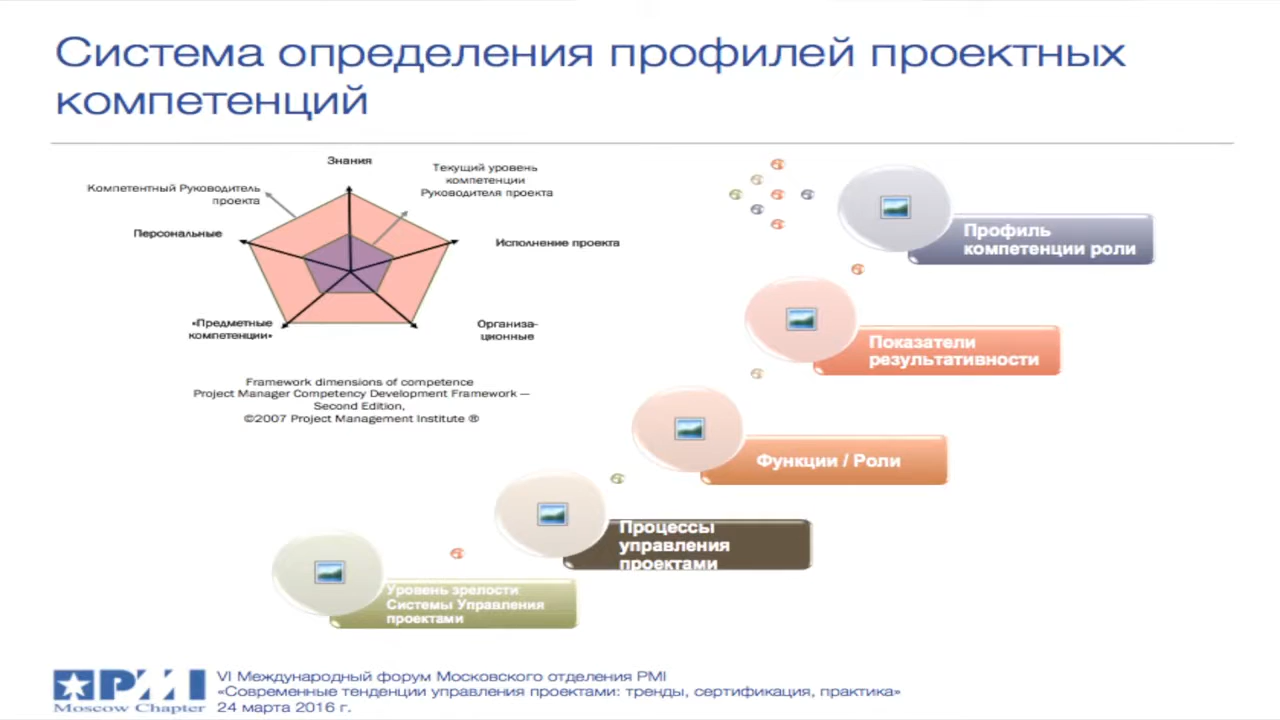 Система определения профилей проектных
компетенций
Знания
Текущий уровень
компетенции
Руководителя проекта
Компетентный Руководитель
проекта
Персональные
Исполнение проекта
«Предметные
компетенции»
Организа-
ционные
Framework dimensions of competence
Project Manager Competency Development Framework —
Second Edition,
©2007 Project Management Institute ®
Профиль
компетенции роли
Показатели
результативности
Функции / Роли
Процессы
управления
проектами
Уровень зрелости
Системы Управления
проектами
PMI
Moscow Chapter
VI Международный форум Московского отделения PMI
«Современные тенденции управления проектами: тренды, сертификация, практика»
24 марта 2016 г.